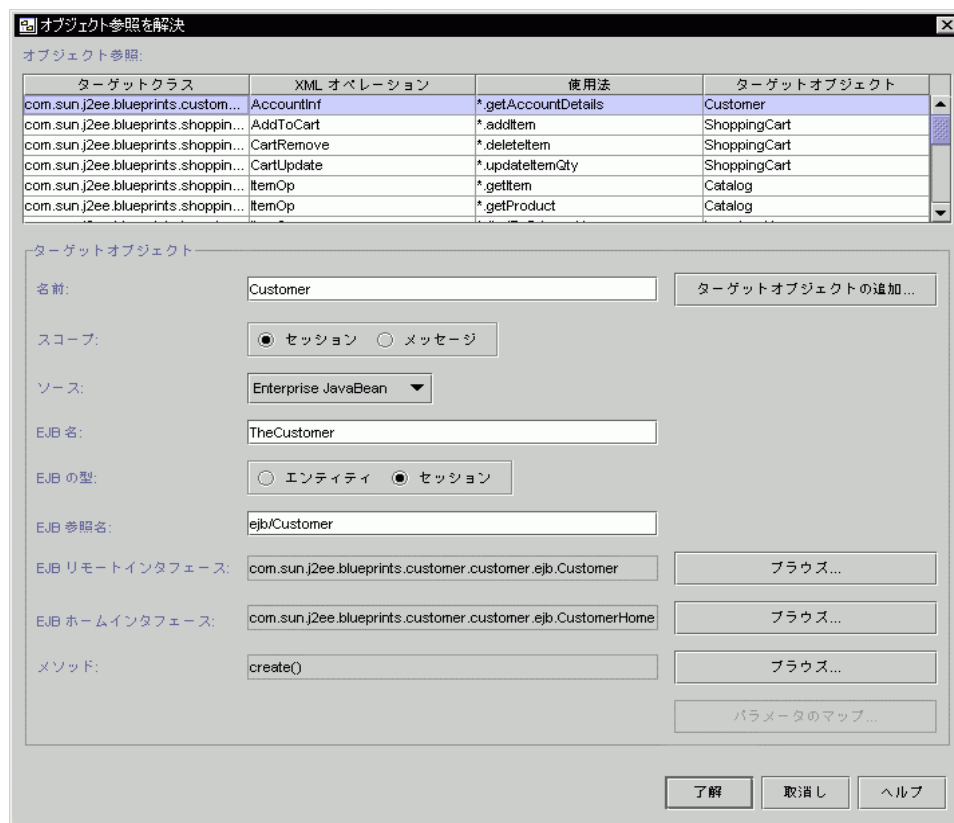 オブジェクト参照を解決
オブジェクト参照:
ターゲットクラス XML オペレーション 使用法 ターゲットオブジェクト
com.sun.j2ee.blueprints.custom... AccountInf *.getAccountDetails Customer
com.sun.j2ee.blueprints.shoppin... AddToCart *.addItem ShoppingCart
com.sun.j2ee.blueprints.shoppin... CartRemove *.deleteItem ShoppingCart
com.sun.j2ee.blueprints.shoppin... CartUpdate *.updateItemQty ShoppingCart
com.sun.j2ee.blueprints.shoppin... ItemOp *.getItem Catalog
com.sun.j2ee.blueprints.shoppin... ItemOp *.getProduct Catalog
ターゲットオブジェクト
名前: Customer ターゲットオブジェクトの追加...
スコープ: セッション メッセージ
ソース: Enterprise JavaBean
EJB 名: TheCustomer
EJB の型: エンティティ セッション
EJB 参照名: ejb/Customer
EJB リモートインタフェース: com.sun.j2ee.blueprints.customer.customer.ejb.Customer ブラウズ...
EJB ホームインタフェース: com.sun.j2ee.blueprints.customer.customer.ejb.CustomerHome ブラウズ...
メソッド: create() ブラウズ...
パラメータのマップ...
了解 取消し ヘルプ